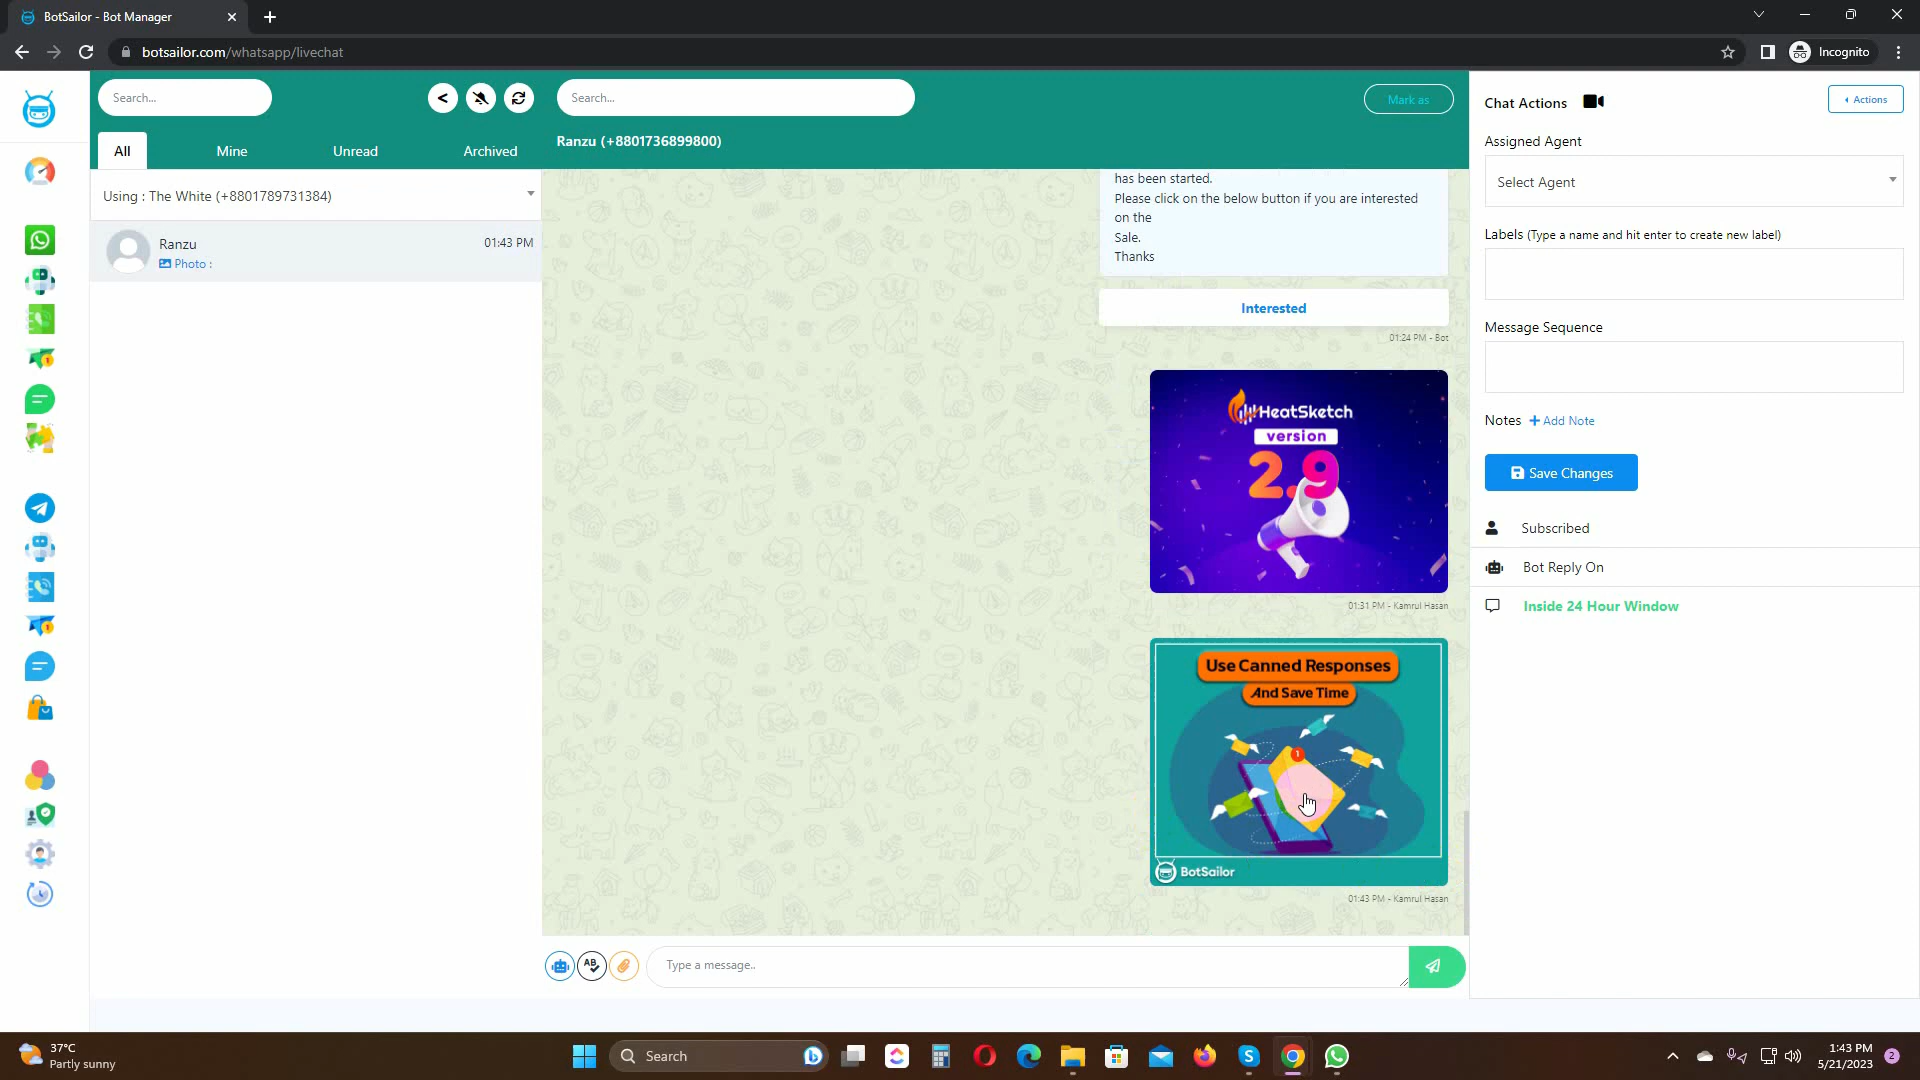 BotSailor - Bot Manager
botsailor.com/whatsapp/livechat
Incognito
Search...
Search...
Mark as
All
Mine
Unread
Archived
Ranzu (+8801736899800)
Using : The White (+8801789731384)
Ranzu
01:43 PM
Photo :
has been started.
Please click on the below button if you are interested
on the
Sale.
Thanks
Interested
01:24 PM - Bot
HeatSketch
version
2.9
01:31 PM - Kamrul Hasan
Use Canned Responses
And Save Time
1
BotSailor
01:43 PM - Kamrul Hasan
AB
Type a message..
Chat Actions
Actions
Assigned Agent
Select Agent
Labels (Type a name and hit enter to create new label)
Message Sequence
Notes + Add Note
Save Changes
Subscribed
Bot Reply On
Inside 24 Hour Window
37°C
Partly sunny
Search
1:43 PM
5/21/2023
2